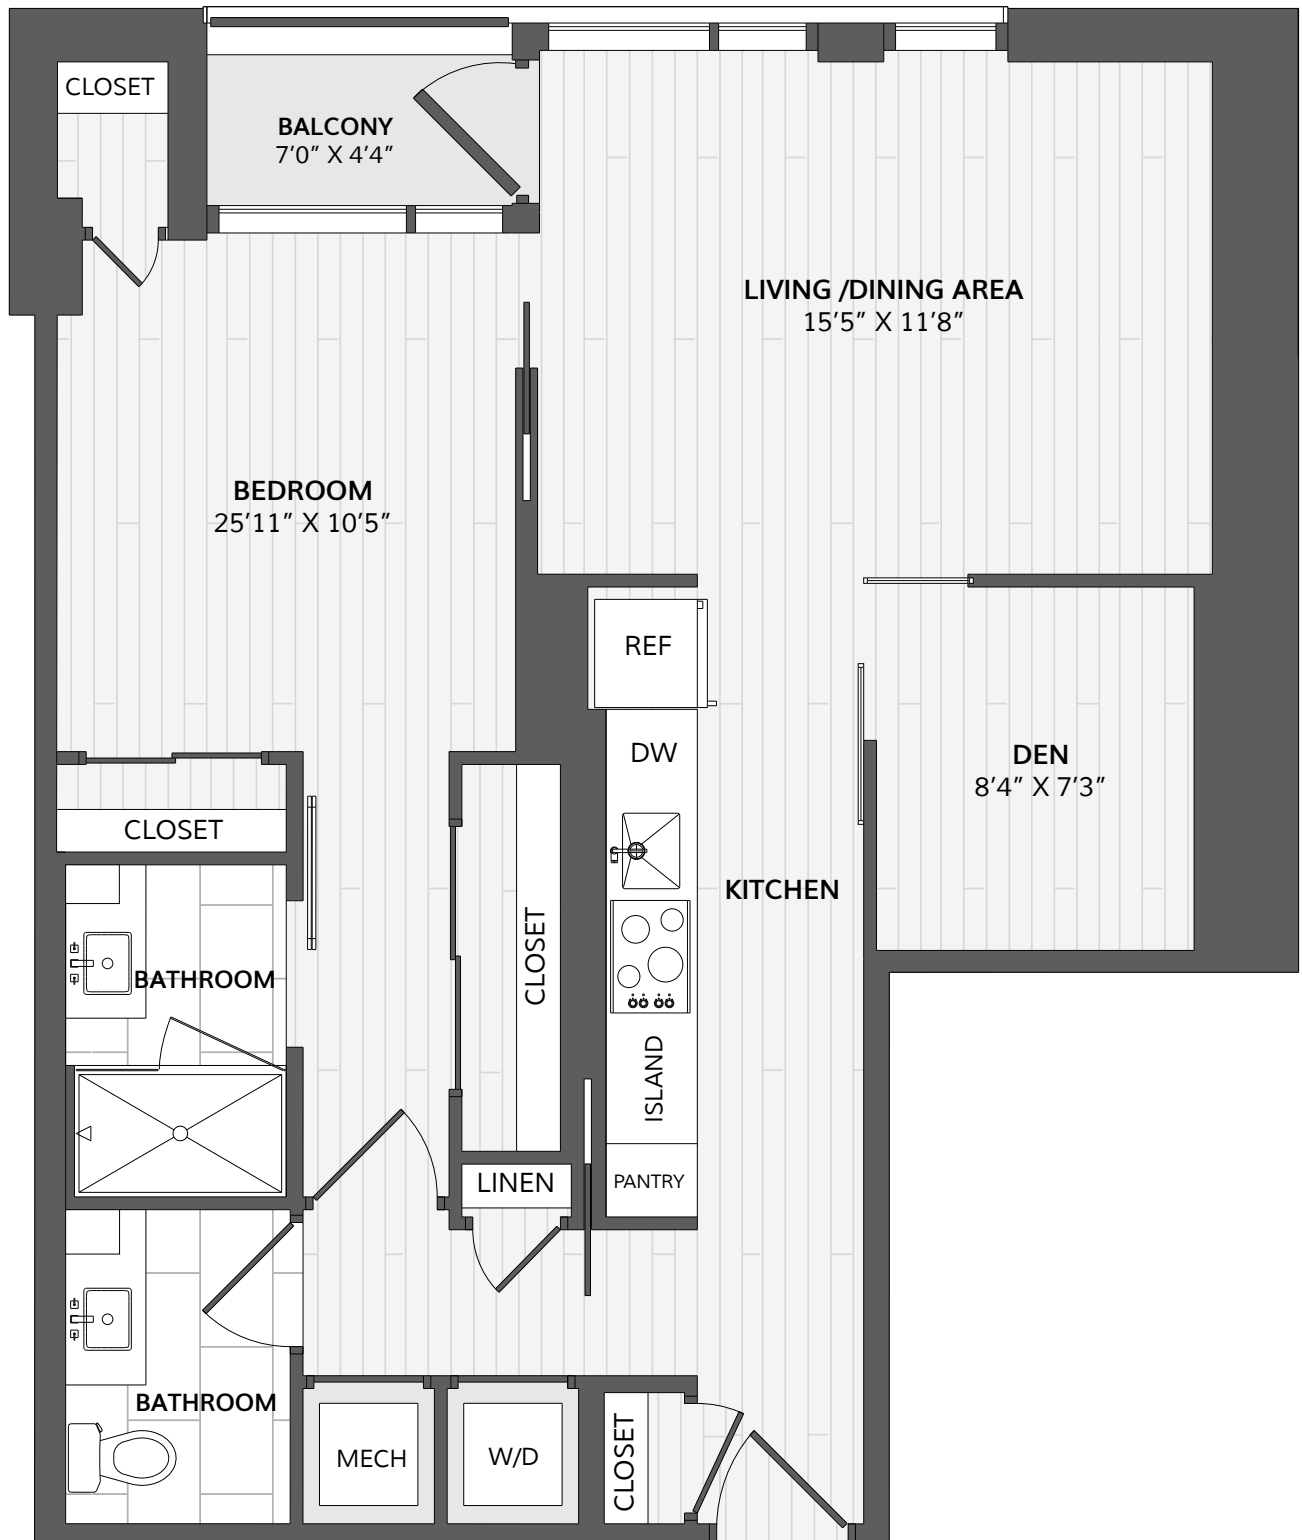 CLOSET
BALCONY
7’0” X 4’4”
LIVING /DINING AREA
15’5” X 11’8”
BEDROOM
25’11” X 10’5”
REF
DW
DEN
8’4” X 7’3”
CLOSET
KITCHEN
CLOSET
BATHROOM
ISLAND
LINEN
PANTRY
BATHROOM
MECH
W/D
CLOSET